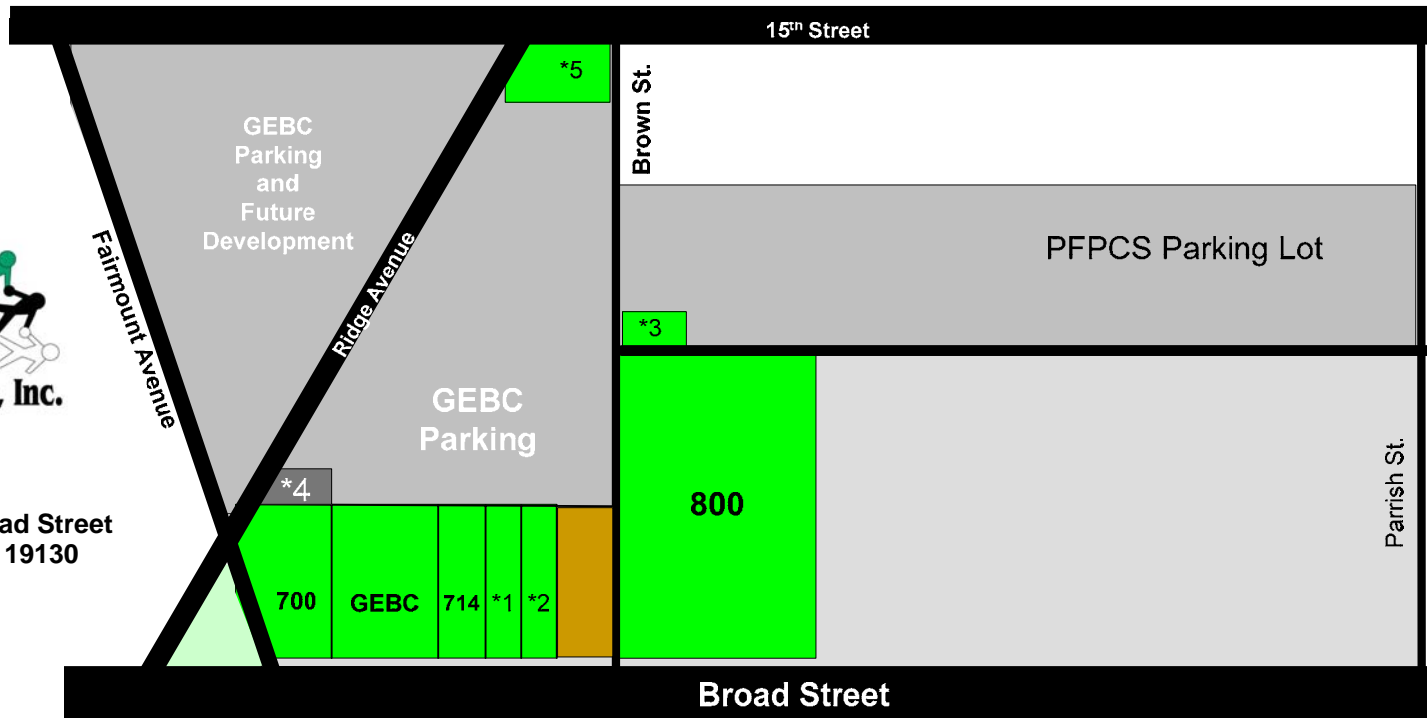 15th Street
*5
Brown St.
GEBC
Parking
and
Future
Development
Fairmount Avenue
Ridge Avenue
PFPCS Parking Lot
*3
Inc.
GEBC
Parking
*4
800
Parrish St.
Street
19130
700
GEBC
714
*1
*2
Broad Street